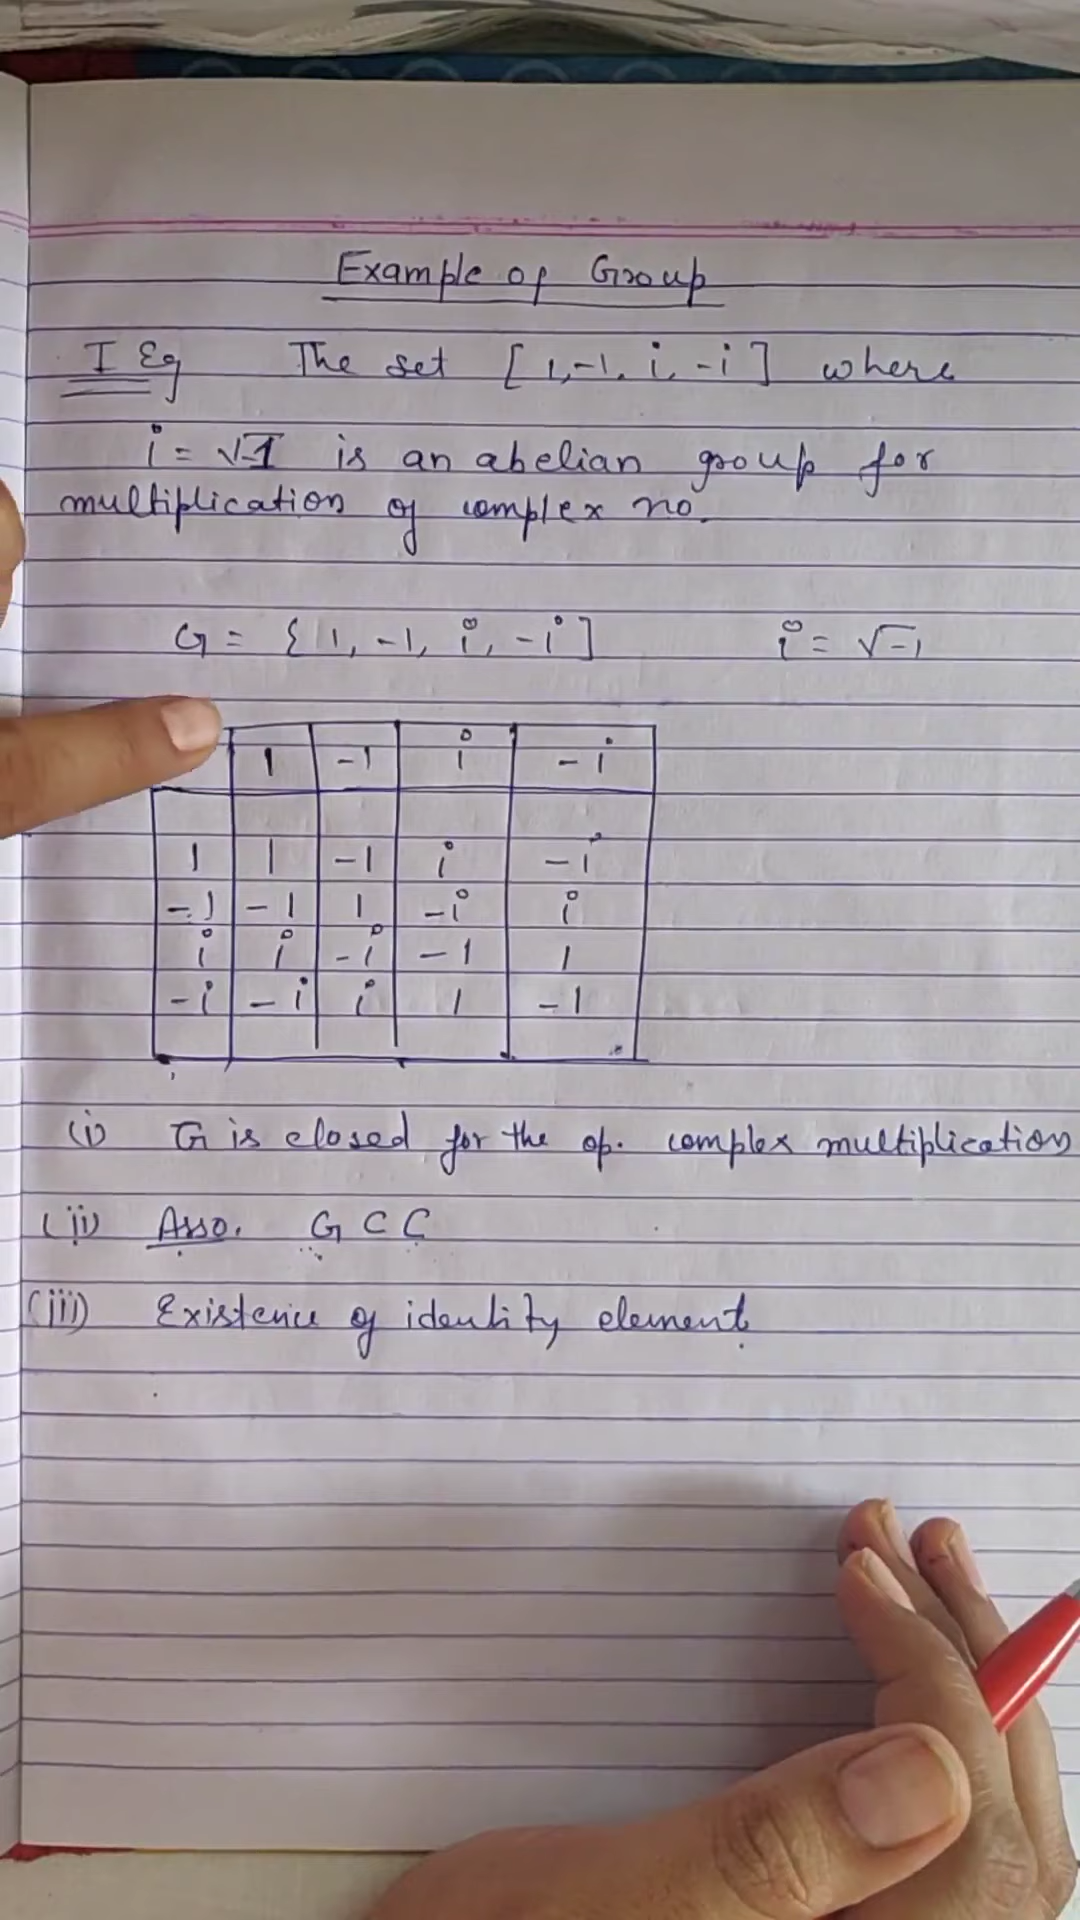 Example of Group
I Eg The set [1, -1, i, -i] where
i = √-1 is an abelian group for
multiplication of complex no.
G = {1, -1, i, -i] i = √-1
1 -1 i -i
1 1 -1 i -i
-1 -1 1 -i i
i i -i -1 1
-i -i i 1 -1
(i) G is closed for the op. complex multiplication
(ii) Asso. G C C
(iii) Existence of identity element